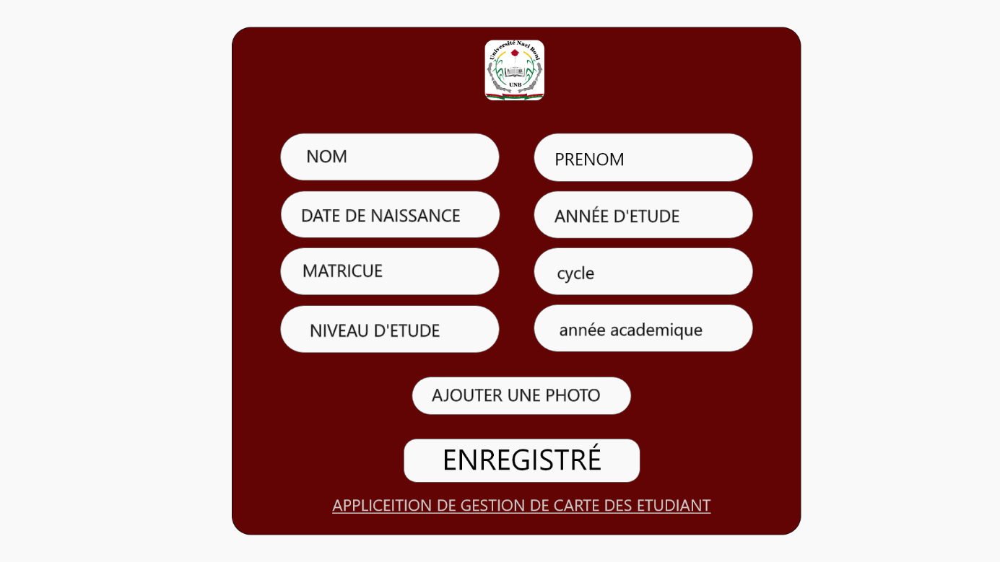 Université Nazi Boni
UNB
NOM
PRENOM
DATE DE NAISSANCE
ANNÉE D'ETUDE
MATRICUE
cycle
NIVEAU D'ETUDE
année academique
AJOUTER UNE PHOTO
ENREGISTRÉ
APPLICEITION DE GESTION DE CARTE DES ETUDIANT